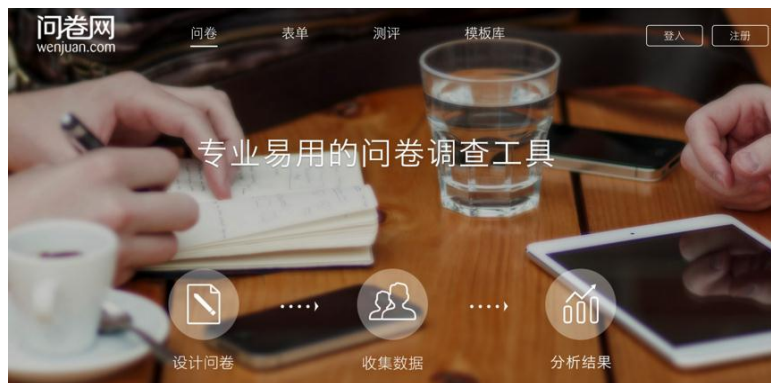 问卷网
wenjuan.com
问卷 表单 测评 模板库 登入 注册
专业易用的问卷调查工具
设计问卷 收集数据 分析结果